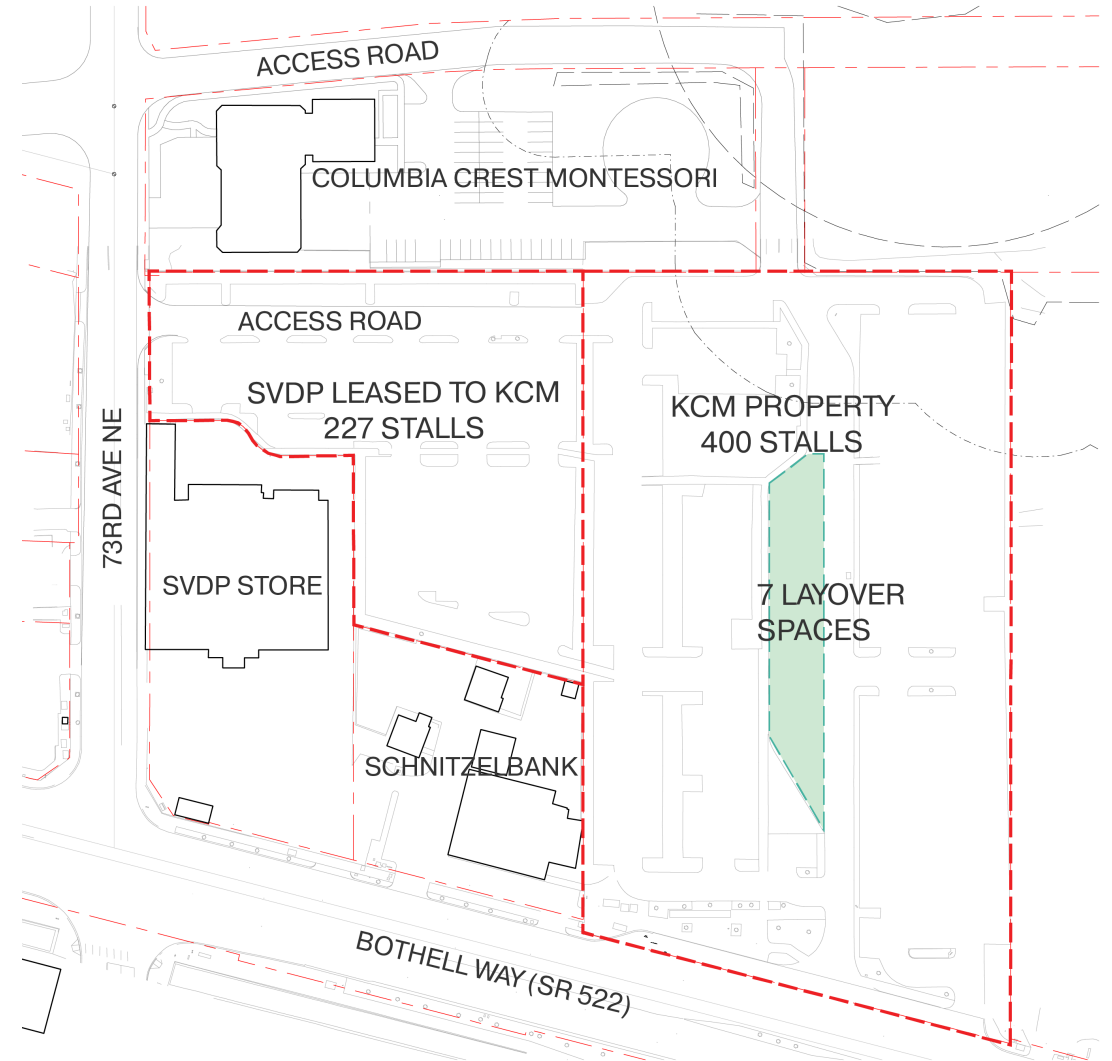 ACCESS ROAD
COLUMBIA CREST MONTESSORI
ACCESS ROAD
SVDP LEASED TO KCM
227 STALLS
KCM PROPERTY
400 STALLS
73RD AVE NE
SVDP STORE
7 LAYOVER
SPACES
SCHNITZELBANK
BOTHELL WAY (SR 522)